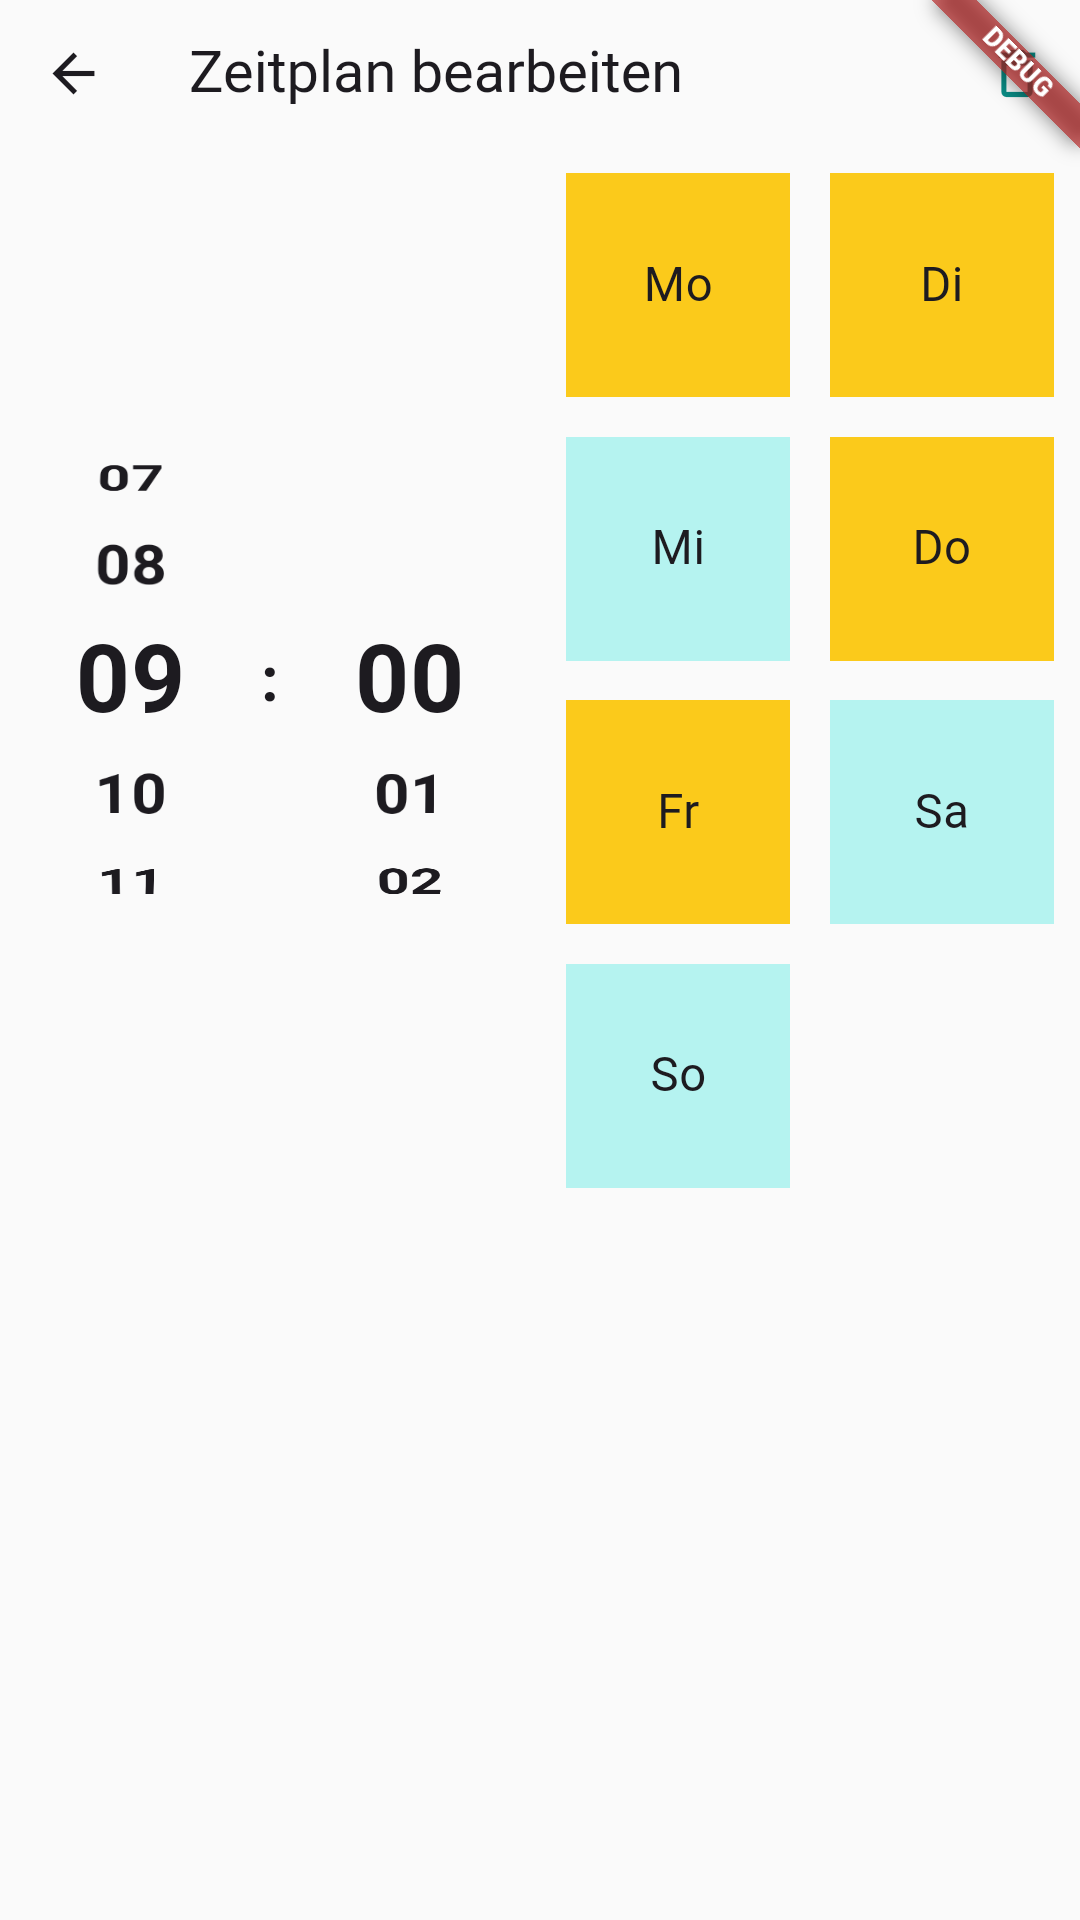 Zeitplan bearbeiten
DEBUG
Mo Di
07
Mi Do
08
09 : 00
10 01
Fr Sa
11 02
So